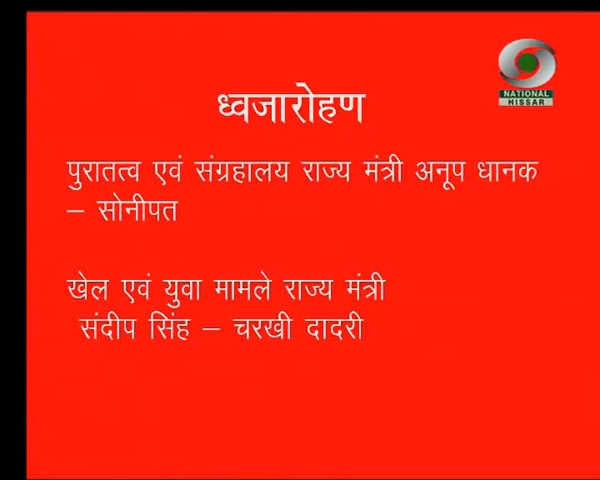 NATIONAL
HISSAR
ध्वजारोहण
पुरातत्व एवं संग्रहालय राज्य मंत्री अनूप धानक
– सोनीपत
खेल एवं युवा मामले राज्य मंत्री
संदीप सिंह – चरखी दादरी